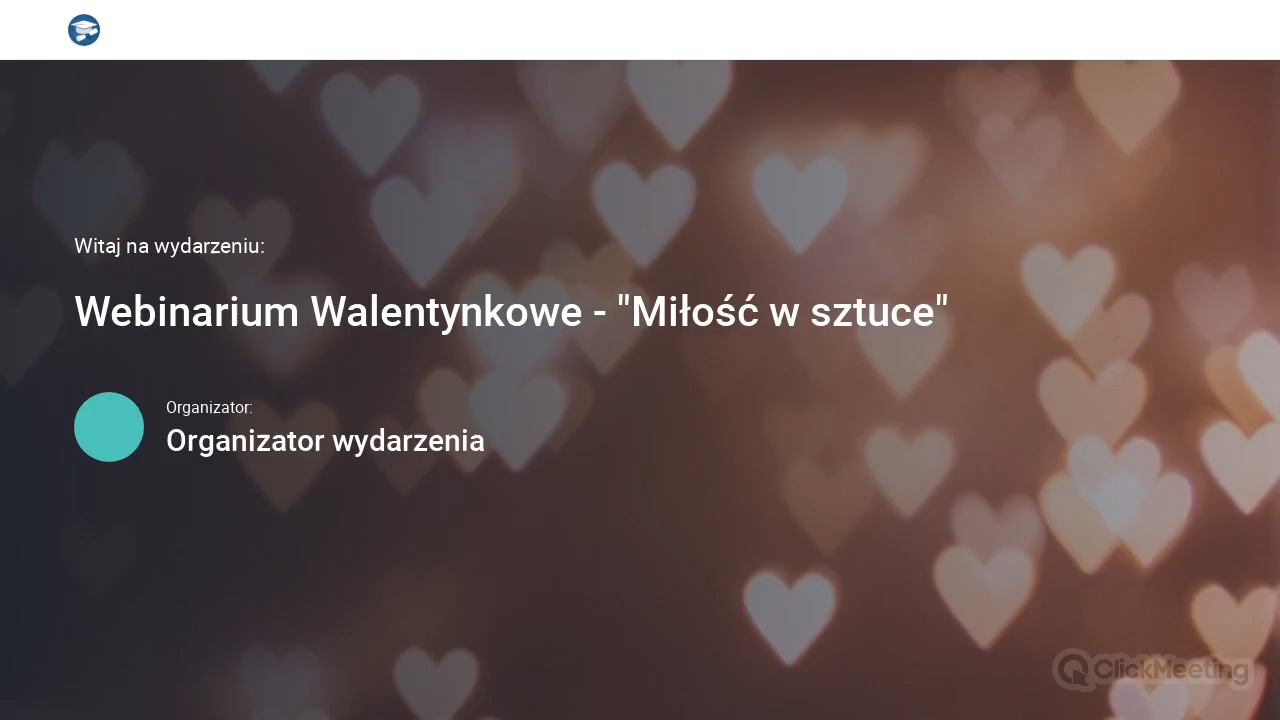 Witaj na wydarzeniu:
Webinarium Walentynkowe - "Miłość w sztuce"
Organizator:
Organizator wydarzenia
ClickMeeting